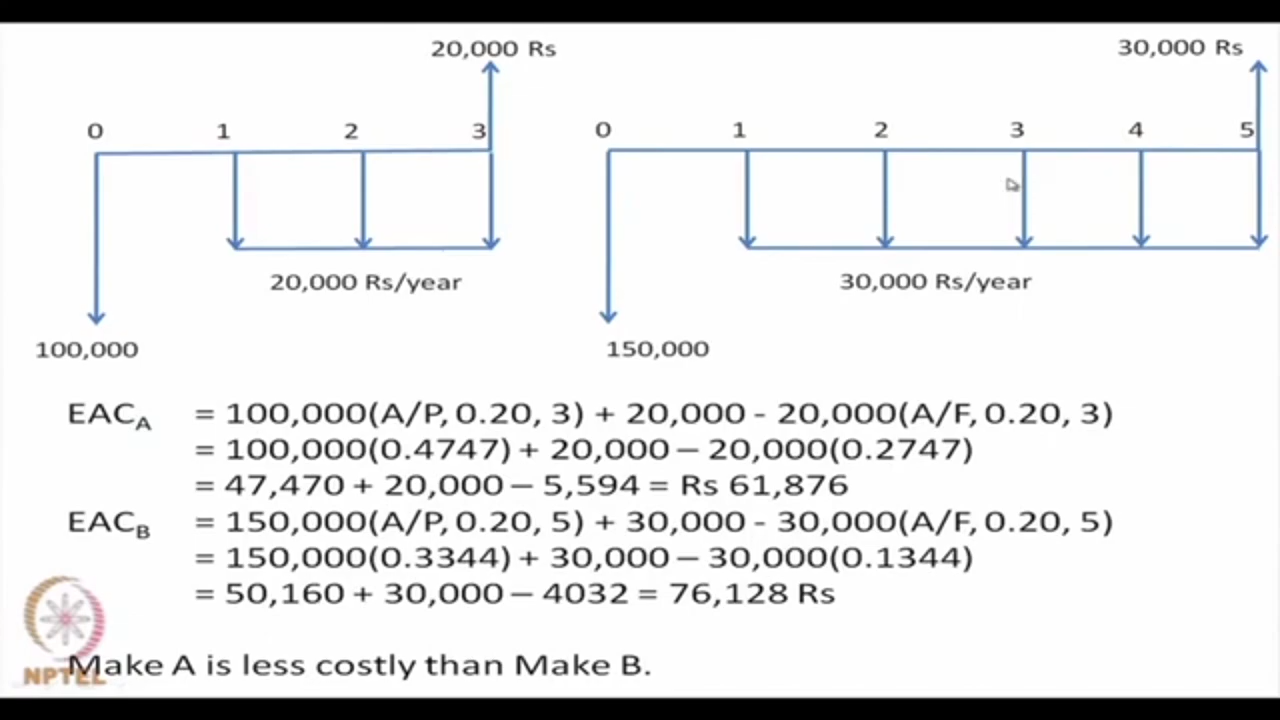 20,000 Rs
30,000 Rs
0 1 2 3
0 1 2 3 4 5
20,000 Rs/year
30,000 Rs/year
100,000
150,000
EACA = 100,000(A/P, 0.20, 3) + 20,000 - 20,000(A/F, 0.20, 3)
= 100,000(0.4747) + 20,000 – 20,000(0.2747)
= 47,470 + 20,000 – 5,594 = Rs 61,876
EACB = 150,000(A/P, 0.20, 5) + 30,000 - 30,000(A/F, 0.20, 5)
= 150,000(0.3344) + 30,000 – 30,000(0.1344)
= 50,160 + 30,000 – 4032 = 76,128 Rs
Make A is less costly than Make B.
NPTEL